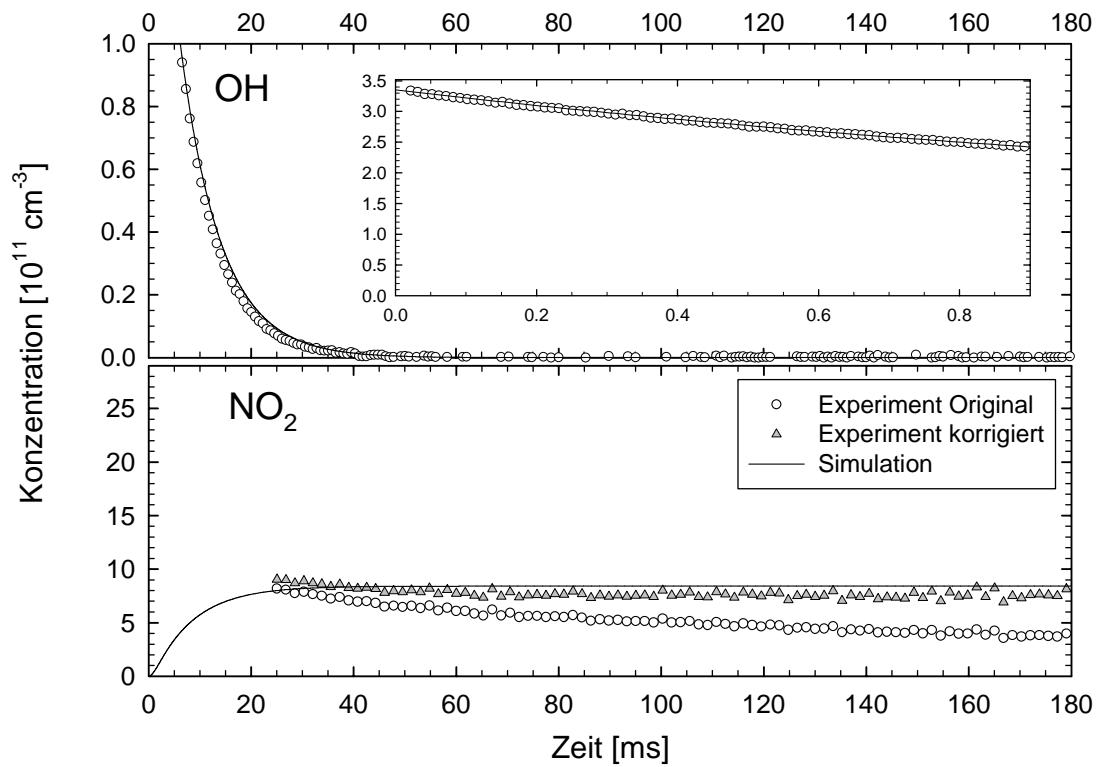 0 20 40 60 80 100 120 140 160 180
1.0
0.8
0.6
0.4
0.2
0.0
OH
3.5
3.0
2.5
2.0
1.5
1.0
0.5
0.0
0.0 0.2 0.4 0.6 0.8
Konzentration [10¹¹ cm⁻³]
25
20
15
10
5
0
NO₂
Experiment Original
Experiment korrigiert
Simulation
0 20 40 60 80 100 120 140 160 180
Zeit [ms]